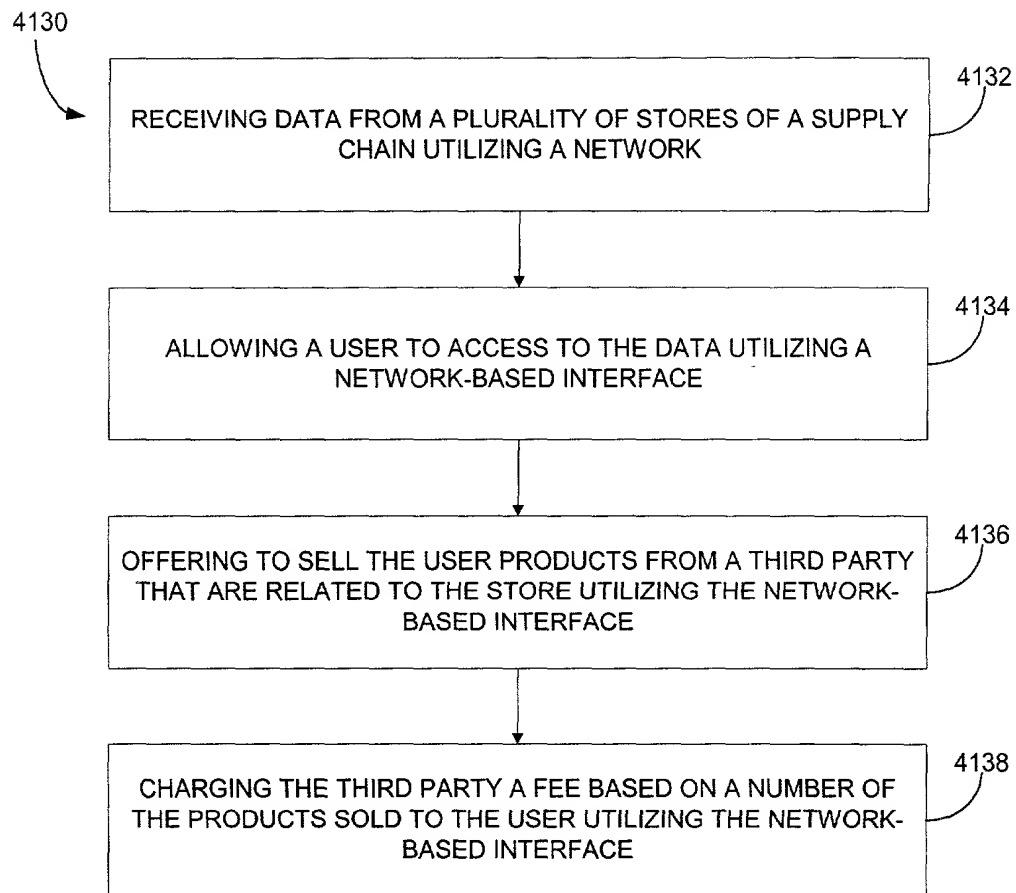 4130
4132
RECEIVING DATA FROM A PLURALITY OF STORES OF A SUPPLY
CHAIN UTILIZING A NETWORK
4134
ALLOWING A USER TO ACCESS TO THE DATA UTILIZING A
NETWORK-BASED INTERFACE
4136
OFFERING TO SELL THE USER PRODUCTS FROM A THIRD PARTY
THAT ARE RELATED TO THE STORE UTILIZING THE NETWORK-
BASED INTERFACE
4138
CHARGING THE THIRD PARTY A FEE BASED ON A NUMBER OF
THE PRODUCTS SOLD TO THE USER UTILIZING THE NETWORK-
BASED INTERFACE